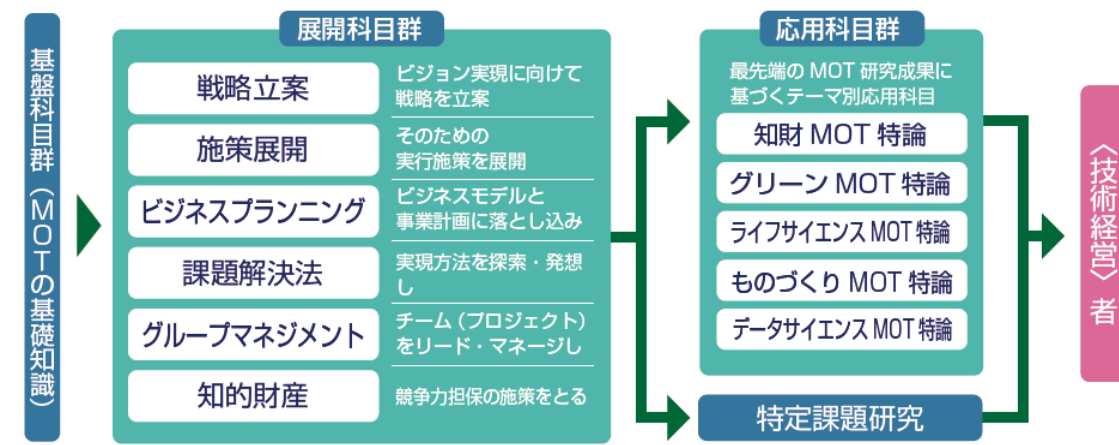 基盤科目群（MOTの基礎知識）
展開科目群
戦略立案
ビジョン実現に向けて
戦略を立案
施策展開
そのための
実行施策を展開
ビジネスプランニング
ビジネスモデルと
事業計画に落とし込み
課題解決法
実現方法を探索・発想
し
グループマネジメント
チーム（プロジェクト）
をリード・マネージし
知的財産
競争力担保の施策をとる
応用科目群
最先端の MOT 研究成果に
基づくテーマ別応用科目
知財 MOT 特論
グリーン MOT 特論
ライフサイエンス MOT 特論
ものづくり MOT 特論
データサイエンス MOT 特論
特定課題研究
〈技術経営〉者